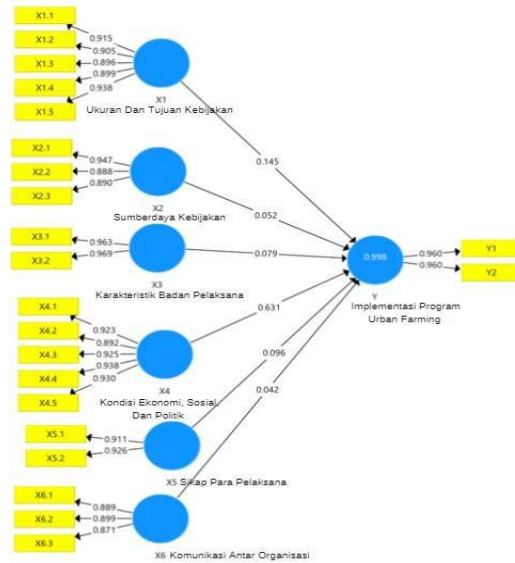 X1.1
X1.2
X1.3
X1.4
X1.5
0.915
0.905
0.896
0.899
0.938
X1
Ukuran Dan Tujuan Kebijakan
0.145
X2.1
X2.2
X2.3
0.947
0.888
0.890
X2
Sumberdaya Kebijakan
0.052
X3.1
X3.2
0.963
0.969
X3
Karakteristik Badan Pelaksana
0.079
X4.1
X4.2
X4.3
X4.4
X4.5
0.923
0.892
0.925
0.938
0.930
X4
Kondisi Ekonomi, Sosial,
Dan Politik
0.631
X5.1
X5.2
0.911
0.926
X5 Sikap Para Pelaksana
0.096
X6.1
X6.2
X6.3
0.889
0.899
0.871
X6 Komunikasi Antar Organisasi
0.042
0.998
Y
Implementasi Program
Urban Farming
0.960
0.960
Y1
Y2